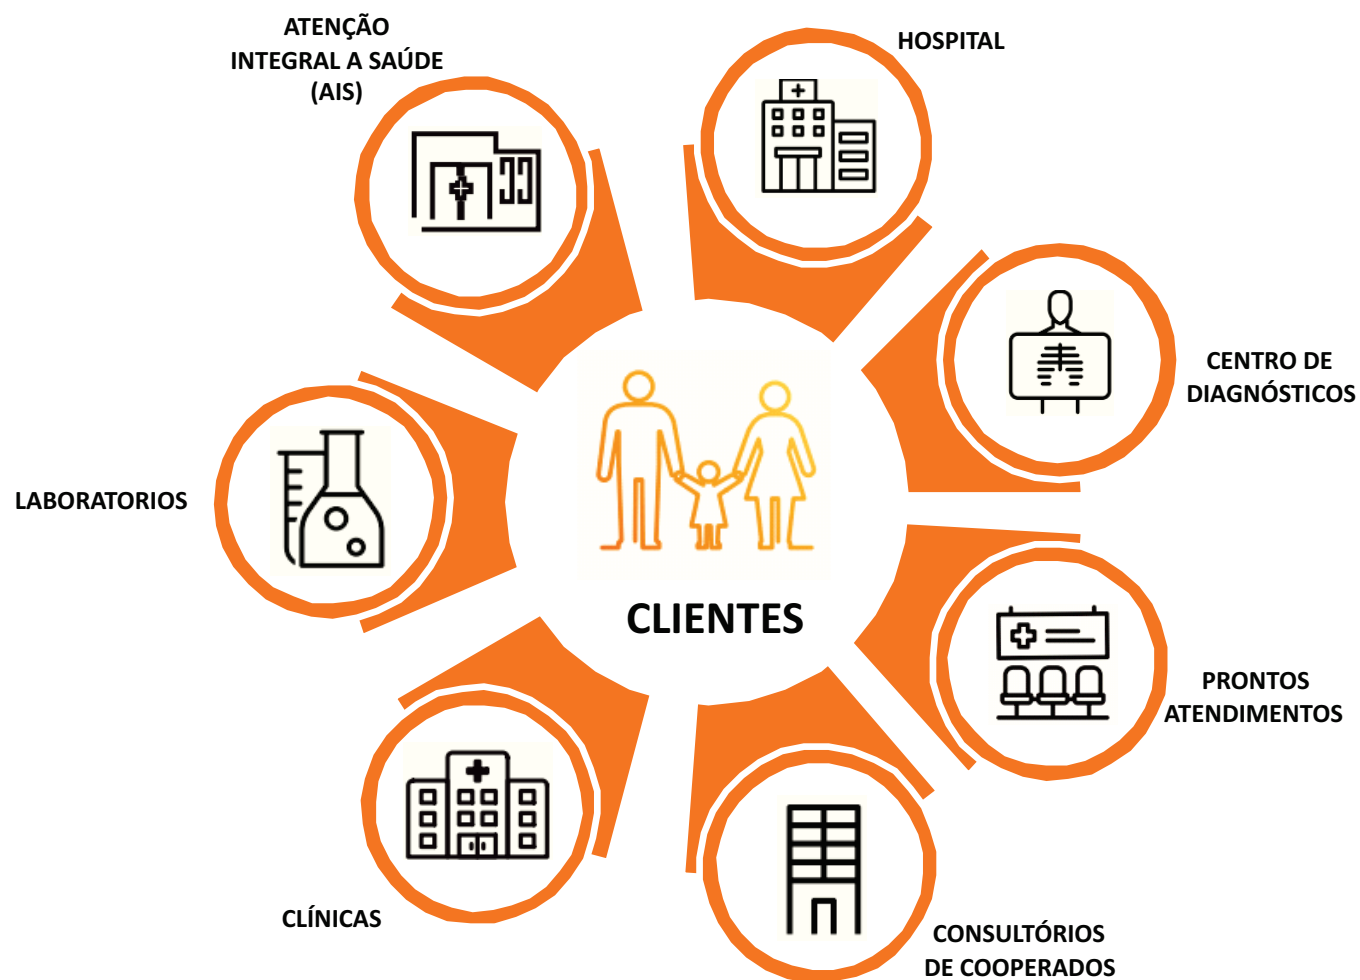 ATENÇÃO
INTEGRAL A SAÚDE
(AIS)
HOSPITAL
CENTRO DE
DIAGNÓSTICOS
LABORATORIOS
CLIENTES
PRONTOS
ATENDIMENTOS
CLÍNICAS
CONSULTÓRIOS
DE COOPERADOS